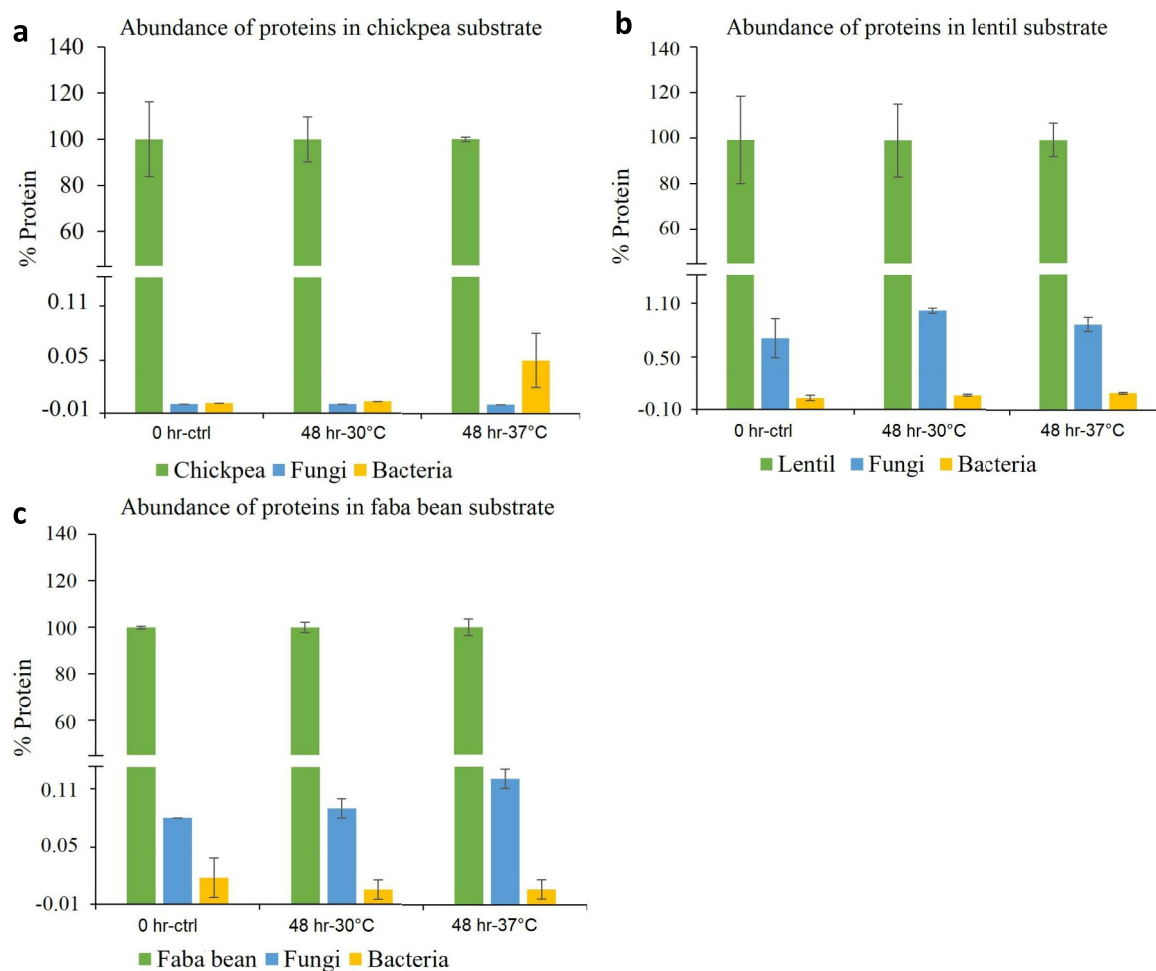 a
Abundance of proteins in chickpea substrate
140
120
100
80
60
0.11
0.05
-0.01
% Protein
0 hr-ctrl 48 hr-30°C 48 hr-37°C
Chickpea Fungi Bacteria
b
Abundance of proteins in lentil substrate
140
120
100
80
60
1.10
0.50
-0.10
% Protein
0 hr-ctrl 48 hr-30°C 48 hr-37°C
Lentil Fungi Bacteria
c
Abundance of proteins in faba bean substrate
140
120
100
80
60
0.11
0.05
-0.01
% Protein
0 hr-ctrl 48 hr-30°C 48 hr-37°C
Faba bean Fungi Bacteria